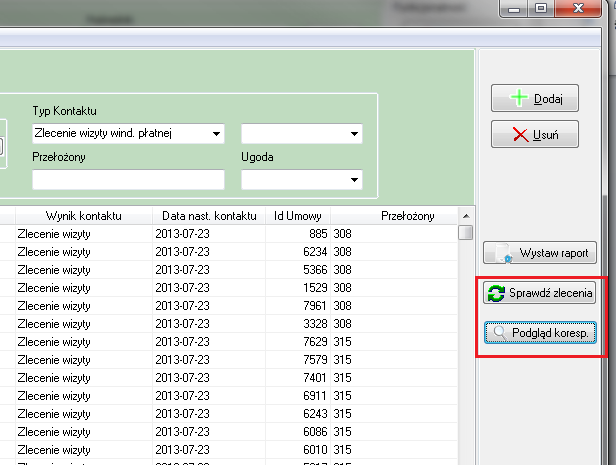 Typ Kontaktu
Zlecenie wizyty wind. płatnej
Przełożony
Ugoda
Dodaj
Usuń
Wystaw raport
Sprawdź zlecenia
Podgląd koresp.
Wynik kontaktu Data nast. kontaktu Id Umowy Przełożony
Zlecenie wizyty 2013-07-23 885 308
Zlecenie wizyty 2013-07-23 6234 308
Zlecenie wizyty 2013-07-23 5366 308
Zlecenie wizyty 2013-07-23 1529 308
Zlecenie wizyty 2013-07-23 7961 308
Zlecenie wizyty 2013-07-23 3328 308
Zlecenie wizyty 2013-07-23 7629 315
Zlecenie wizyty 2013-07-23 7579 315
Zlecenie wizyty 2013-07-23 7401 315
Zlecenie wizyty 2013-07-23 6911 315
Zlecenie wizyty 2013-07-23 6243 315
Zlecenie wizyty 2013-07-23 6086 315
Zlecenie wizyty 2013-07-23 6010 315